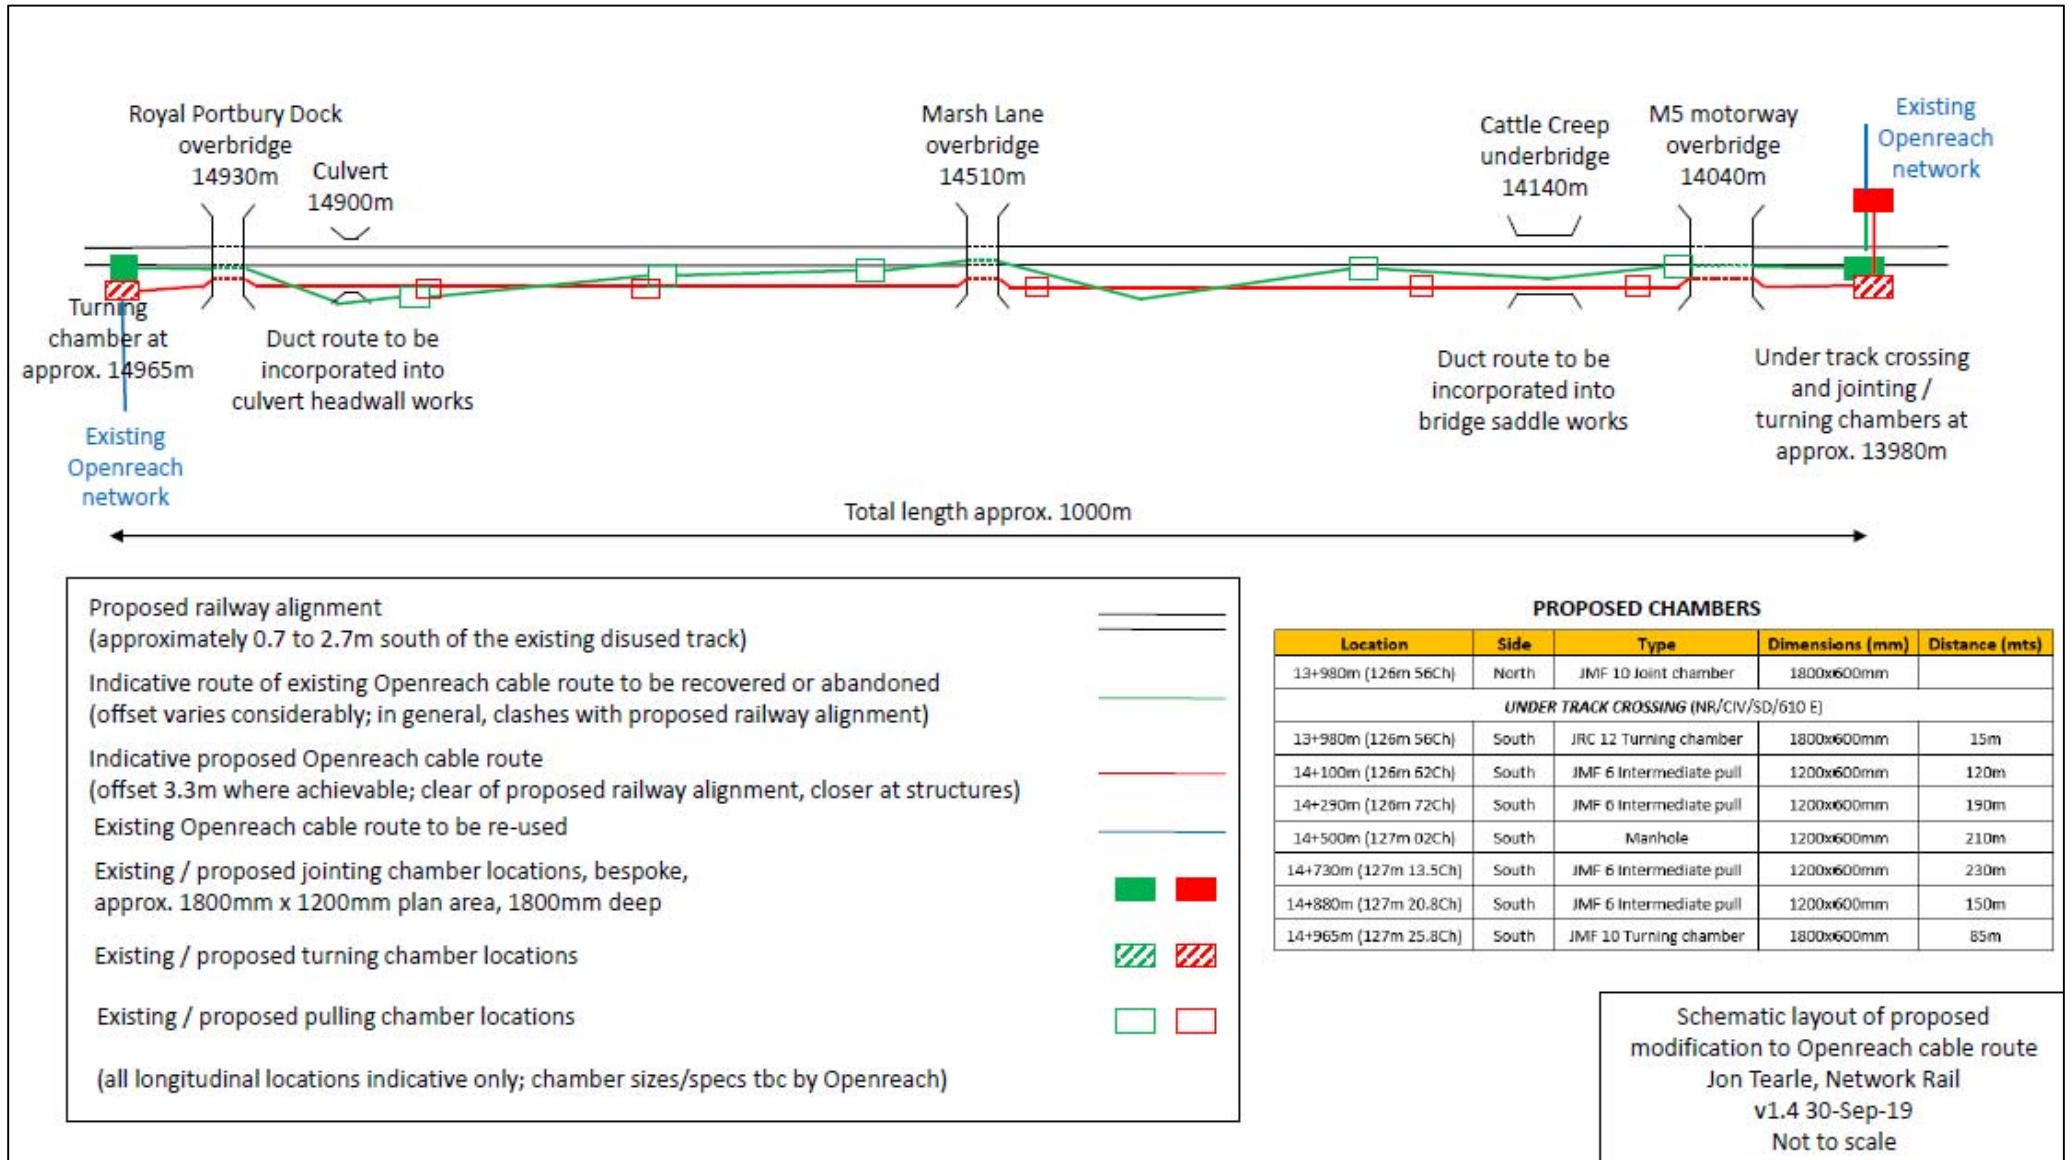 Royal Portbury Dock
overbridge
14930m
Culvert
14900m
Marsh Lane
overbridge
14510m
Cattle Creep
underbridge
14140m
M5 motorway
overbridge
14040m
Existing
Openreach
network
Turning
chamber at
approx. 14965m
Existing
Openreach
network
Duct route to be
incorporated into
culvert headwall works
Duct route to be
incorporated into
bridge saddle works
Under track crossing
and jointing /
turning chambers at
approx. 13980m
Total length approx. 1000m
Proposed railway alignment
(approximately 0.7 to 2.7m south of the existing disused track)
Indicative route of existing Openreach cable route to be recovered or abandoned
(offset varies considerably; in general, clashes with proposed railway alignment)
Indicative proposed Openreach cable route
(offset 3.3m where achievable; clear of proposed railway alignment, closer at structures)
Existing Openreach cable route to be re-used
Existing / proposed jointing chamber locations, bespoke,
approx. 1800mm x 1200mm plan area, 1800mm deep
Existing / proposed turning chamber locations
Existing / proposed pulling chamber locations
(all longitudinal locations indicative only; chamber sizes/specs tbc by Openreach)
PROPOSED CHAMBERS
Location Side Type Dimensions (mm) Distance (mts)
13+980m (126m 56Ch) North JMF 10 Joint chamber 1800x600mm
UNDER TRACK CROSSING (NR/CIV/SD/610 E)
13+980m (126m 56Ch) South JRC 12 Turning chamber 1800x600mm 15m
14+100m (126m 62Ch) South JMF 6 Intermediate pull 1200x600mm 120m
14+290m (126m 72Ch) South JMF 6 Intermediate pull 1200x600mm 190m
14+500m (127m 02Ch) South Manhole 1200x600mm 210m
14+730m (127m 13.5Ch) South JMF 6 Intermediate pull 1200x600mm 230m
14+880m (127m 20.8Ch) South JMF 6 Intermediate pull 1200x600mm 150m
14+965m (127m 25.8Ch) South JMF 10 Turning chamber 1800x600mm 85m
Schematic layout of proposed
modification to Openreach cable route
Jon Tearle, Network Rail
v1.4 30-Sep-19
Not to scale